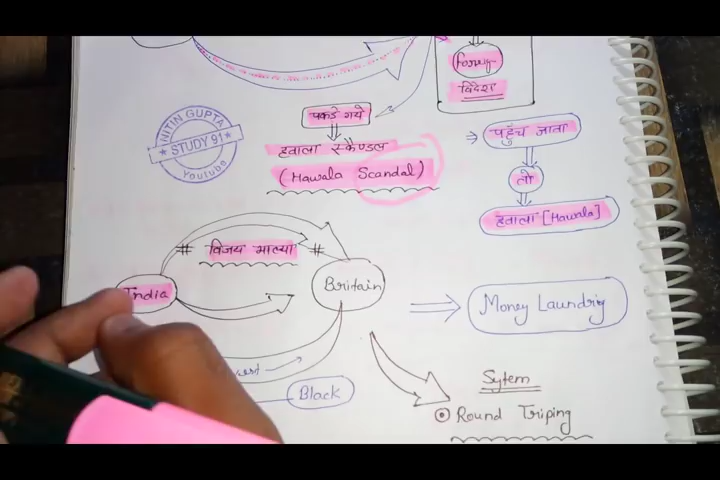 Foreign
विदेश
पकड़े गये
हवाला स्कैण्डल
(Hawala Scandal)
NITIN GUPTA
STUDY 91
Youtube
पहुँच जाता
तो
हवाला [Hawala]
# विजय माल्या #
India
Britain
Money Laundrig
Black
Sytem
Round Triping